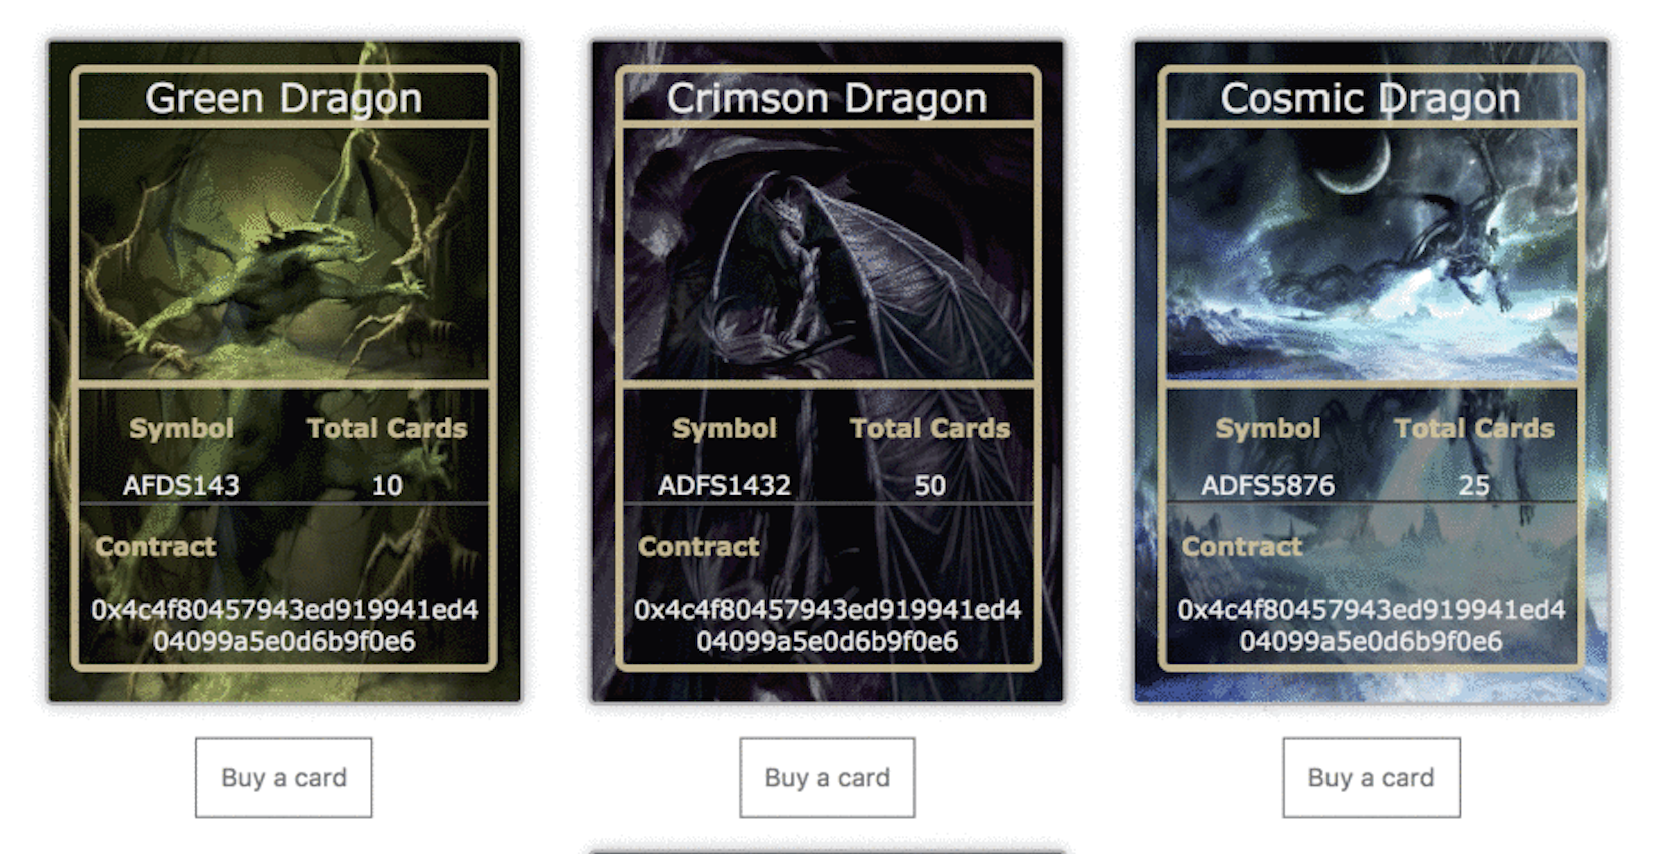 Green Dragon
Symbol Total Cards
AFDS143 10
Contract
0x4c4f80457943ed919941ed4
04099a5e0d6b9f0e6
Buy a card
Crimson Dragon
Symbol Total Cards
ADFS1432 50
Contract
0x4c4f80457943ed919941ed4
04099a5e0d6b9f0e6
Buy a card
Cosmic Dragon
Symbol Total Cards
ADFS5876 25
Contract
0x4c4f80457943ed919941ed4
04099a5e0d6b9f0e6
Buy a card